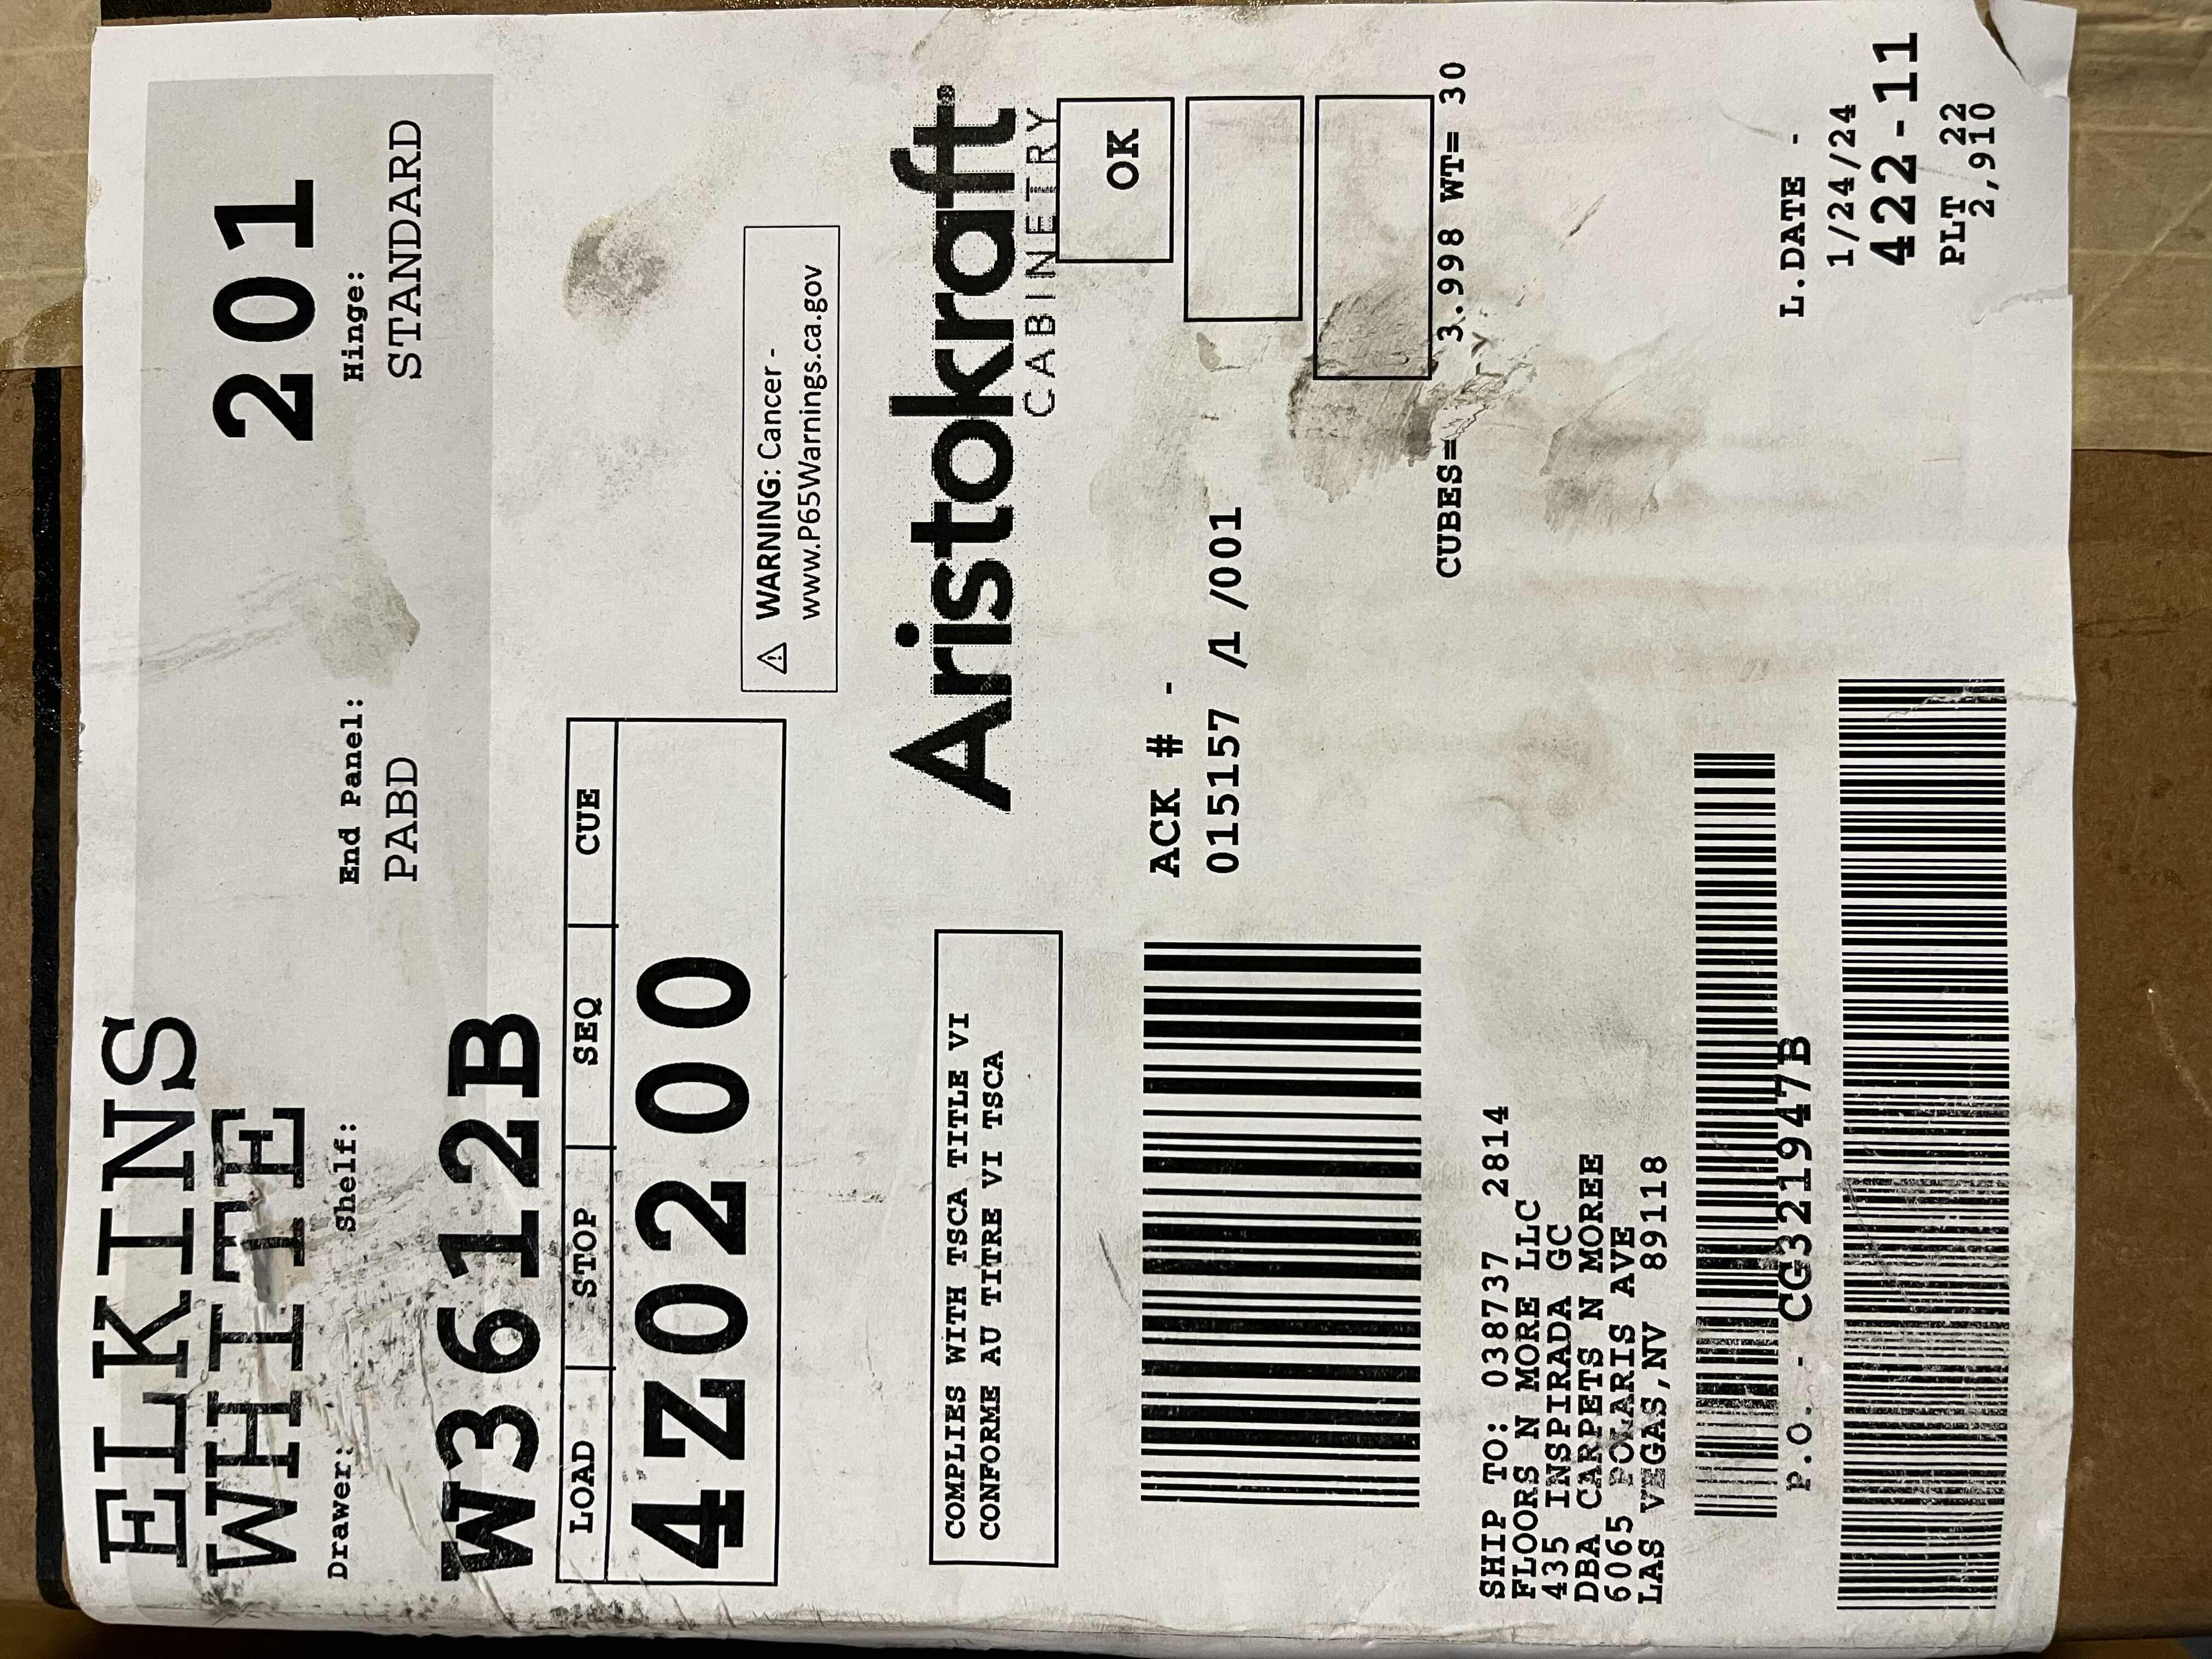 ELKINS
WHITE
201
Drawer:
Shelf:
End Panel:
PABD
Hinge:
STANDARD
W3612B
LOAD STOP SEQ CUE
4Z0200
⚠ WARNING: Cancer -
www.P65Warnings.ca.gov
Aristokraft
CABINETRY
COMPLIES WITH TSCA TITLE VI
CONFORME AU TITRE VI TSCA
OK
ACK # -
015157 /1 /001
CUBES= 3.998 WT= 30
SHIP TO: 038737 2814
FLOORS N MORE LLC
435 INSPIRADA GC
DBA CARPETS N MOREE
6065 POLARIS AVE
LAS VEGAS,NV 89118
P.O. - CG321947B
L.DATE -
1/24/24
422-11
PLT 22
2,910